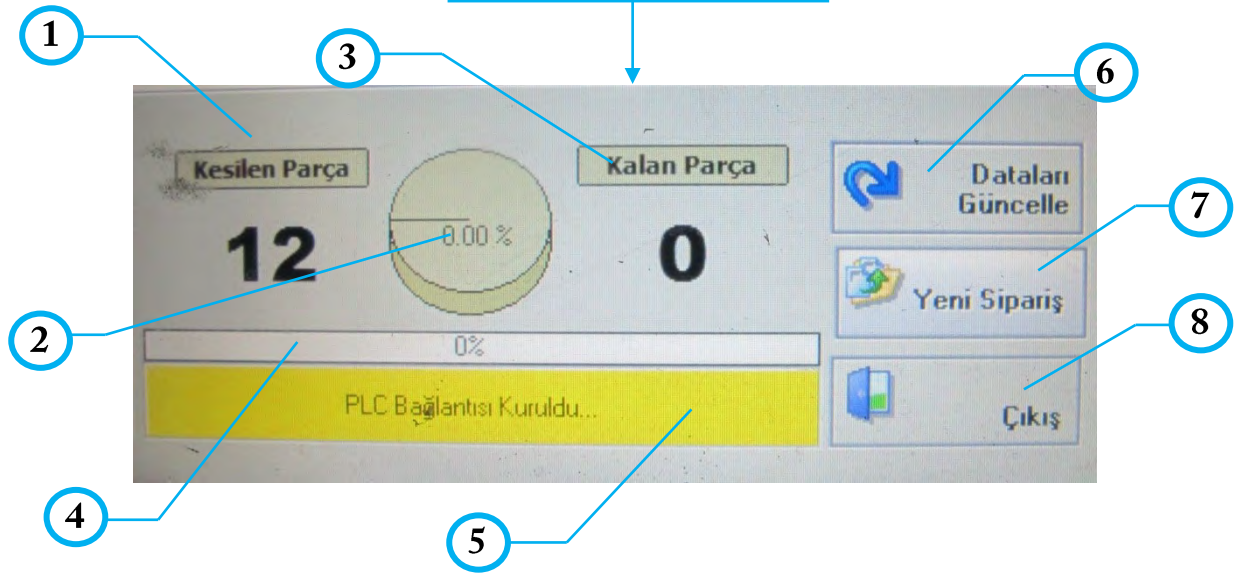 1
3
6
Kesilen Parça
Kalan Parça
Dataları
Güncelle
7
12
0.00 %
0
Yeni Sipariş
2
8
0%
PLC Bağlantısı Kuruldu...
Çıkış
4
5